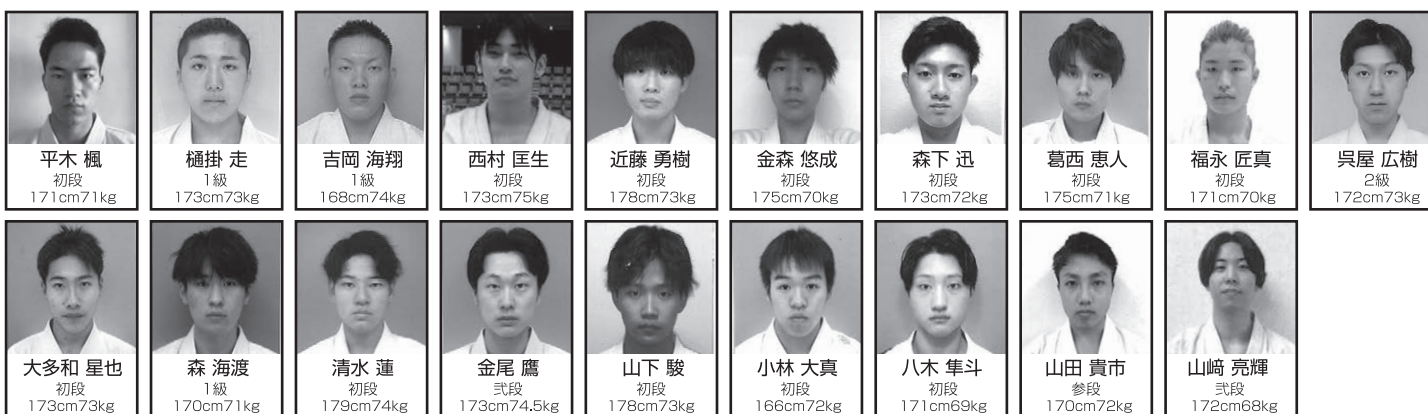 平木 楓
初段
171cm71kg
樋掛 走
1級
173cm73kg
吉岡 海翔
1級
168cm74kg
西村 匡生
初段
173cm75kg
近藤 勇樹
初段
178cm73kg
金森 悠成
初段
175cm70kg
森下 迅
初段
173cm72kg
葛西 恵人
初段
175cm71kg
福永 匠真
初段
171cm70kg
呉屋 広樹
2級
172cm73kg
大多和 星也
初段
173cm73kg
森 海渡
1級
170cm71kg
清水 蓮
初段
179cm74kg
金尾 鷹
弐段
173cm74.5kg
山下 駿
初段
178cm73kg
小林 大真
初段
166cm72kg
八木 隼斗
初段
171cm69kg
山田 貴市
参段
170cm72kg
山﨑 亮輝
弐段
172cm68kg